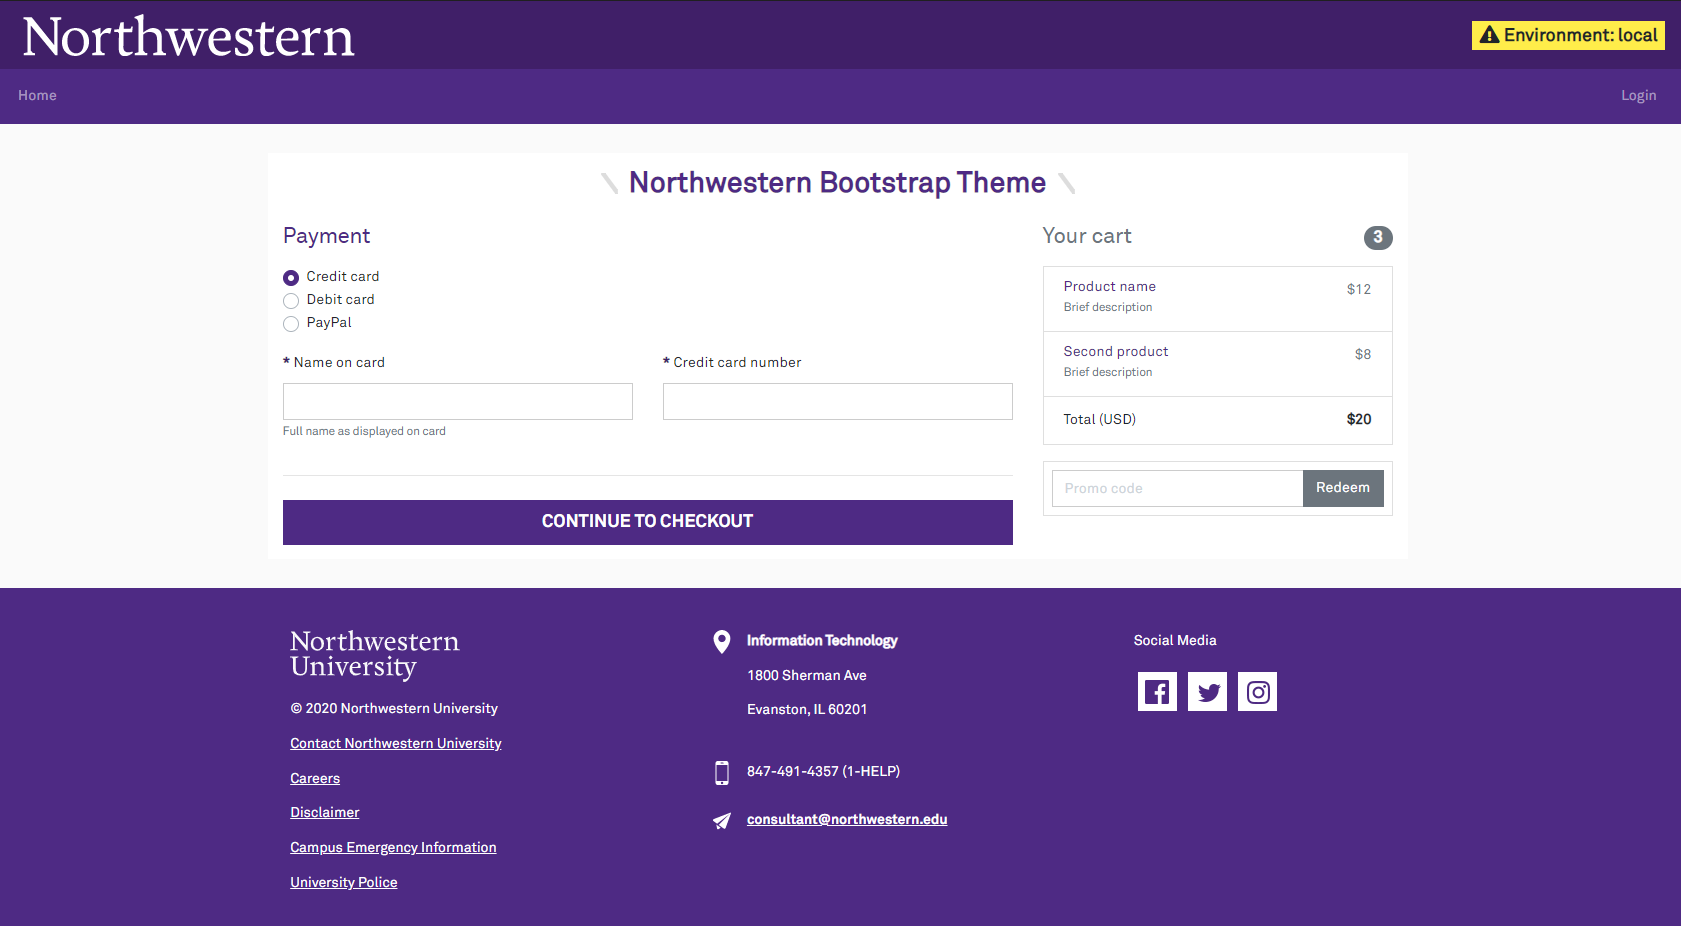 Northwestern
Environment: local
Home
Login
Northwestern Bootstrap Theme
Payment
Credit card
Debit card
PayPal
* Name on card
* Credit card number
Full name as displayed on card
CONTINUE TO CHECKOUT
Your cart
3
Product name
$12
Brief description
Second product
$8
Brief description
Total (USD)
$20
Promo code
Redeem
Northwestern
University
© 2020 Northwestern University
Contact Northwestern University
Careers
Disclaimer
Campus Emergency Information
University Police
Information Technology
1800 Sherman Ave
Evanston, IL 60201
847-491-4357 (1-HELP)
consultant@northwestern.edu
Social Media